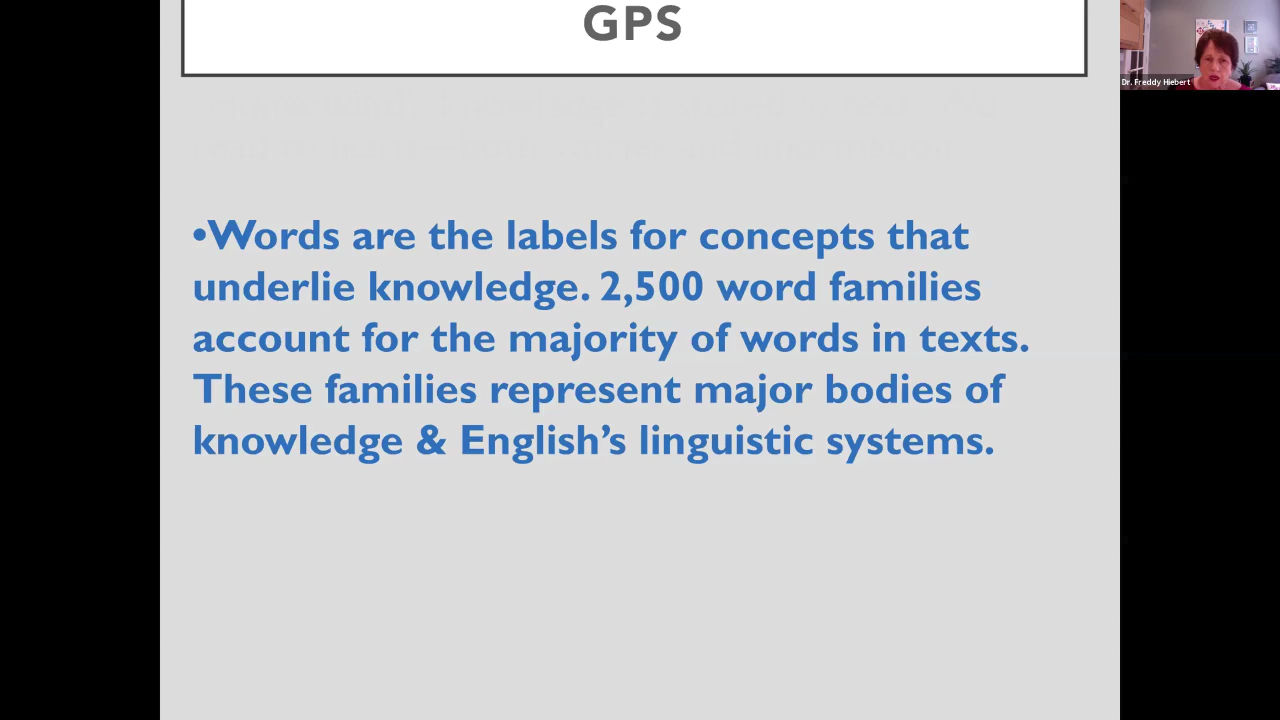 GPS
Dr. Freddy Hiebert
•Words are the labels for concepts that
underlie knowledge. 2,500 word families
account for the majority of words in texts.
These families represent major bodies of
knowledge & English’s linguistic systems.